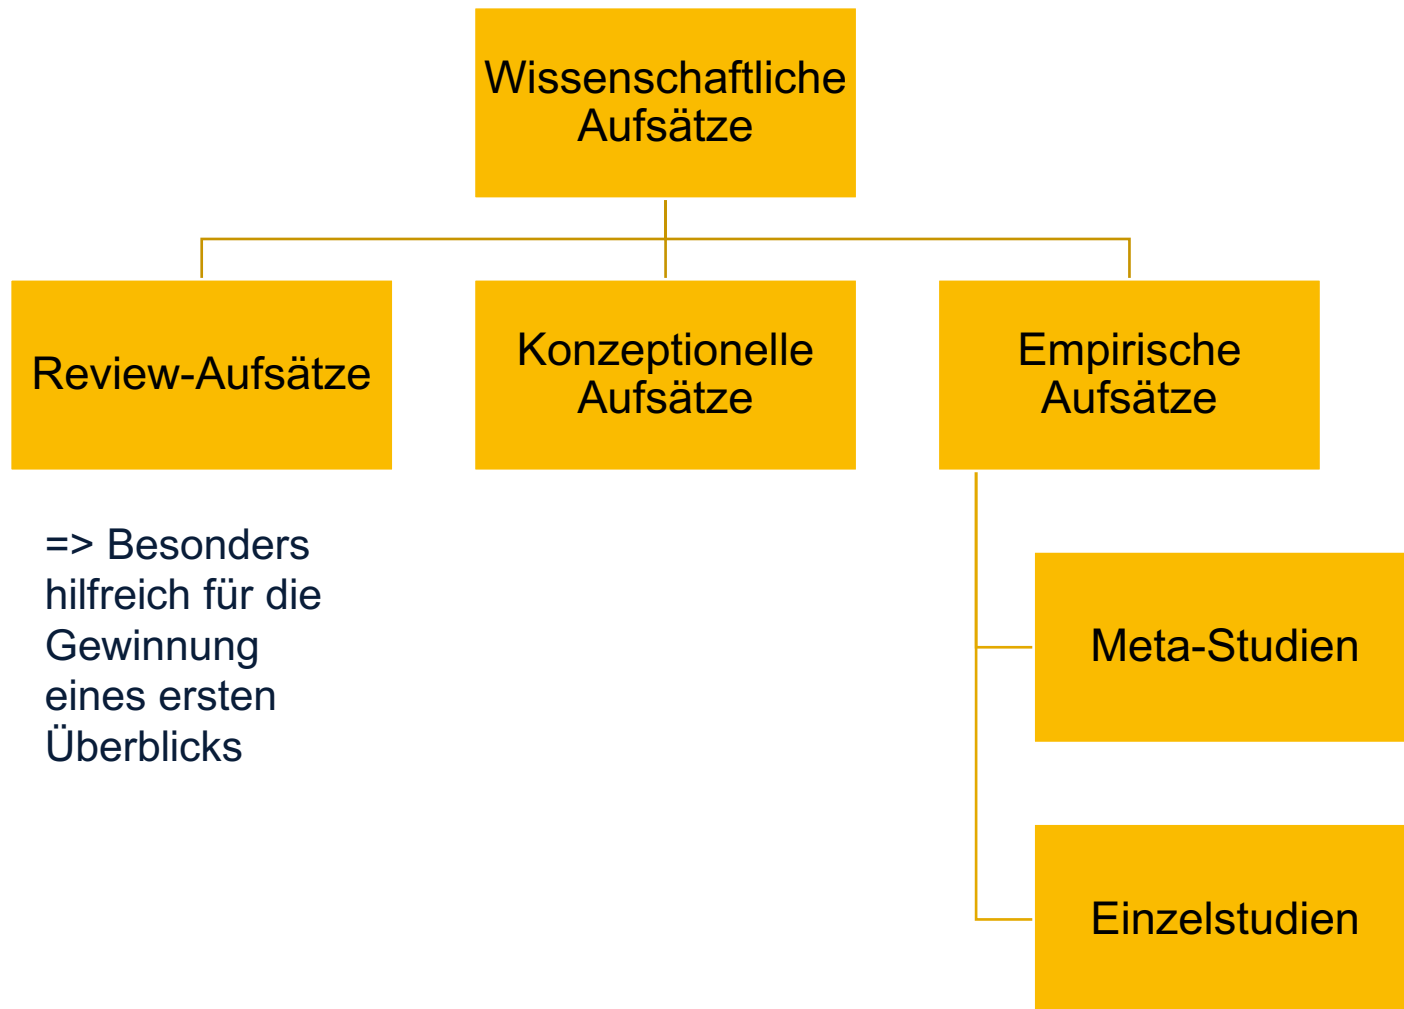 Wissenschaftliche
Aufsätze
Review-Aufsätze
Konzeptionelle
Aufsätze
Empirische
Aufsätze
=> Besonders
hilfreich für die
Gewinnung
eines ersten
Überblicks
Meta-Studien
Einzelstudien